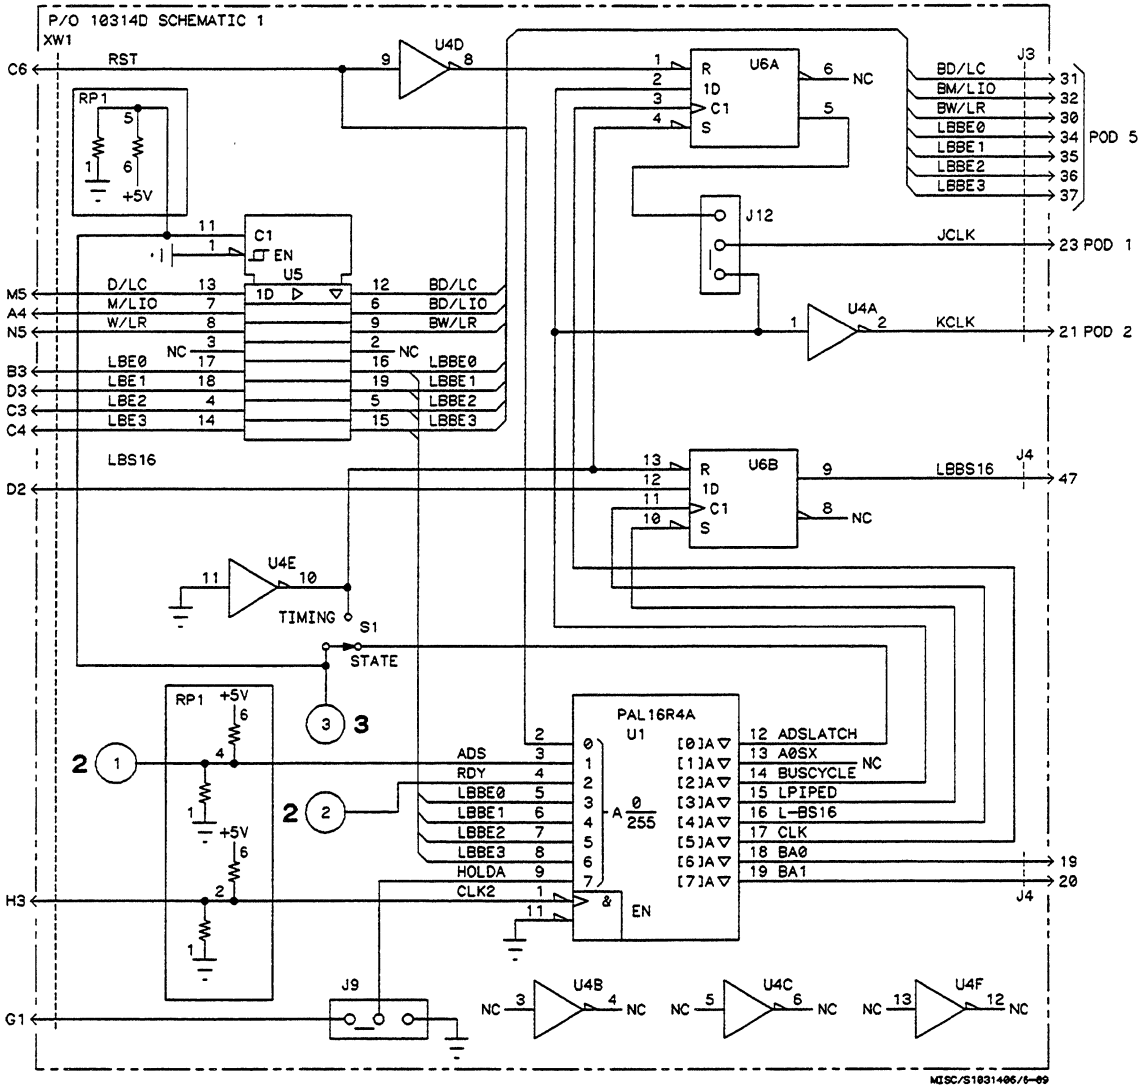 P/O 10314D SCHEMATIC 1
XW1
C6 RST 9 U4D 8 1 R U6A 6 NC
2 1D
3 C1 5
4 S
J3
BD/LC 31
BM/LIO 32
BW/LR 30
LBBE0 34
LBBE1 35
LBBE2 36
LBBE3 37
POD 5
RP1
5
1 6
+5V
J12
JCLK 23 POD 1
11 C1
1 EN
U5
M5 D/LC 13 1D 12 BD/LC
A4 M/LIO 7 6 BD/LIO
N5 W/LR 8 9 BW/LR
NC 3 2 NC
B3 LBE0 17 16 LBBE0
D3 LBE1 18 19 LBBE1
C3 LBE2 4 5 LBBE2
C4 LBE3 14 15 LBBE3
1 U4A 2 KCLK 21 POD 2
LBS16
D2
13 R U6B 9 LBBS16 J4 47
12 1D
11 C1 8 NC
10 S
11 U4E 10
TIMING
S1
STATE
3 3
RP1 +5V
6
4
1
2 1
+5V
6
2
1
2 2
PAL16R4A
U1
2 0 [0]A 12 ADSLATCH
ADS 3 1 [1]A 13 A0SX NC
RDY 4 2 [2]A 14 BUSCYCLE
LBBE0 5 3 [3]A 15 LPIPED
LBBE1 6 4 [4]A 16 L-BS16
LBBE2 7 5 [5]A 17 CLK
LBBE3 8 6 [6]A 18 BA0 19
HOLDA 9 7 [7]A 19 BA1 20
A 0
255
H3 CLK2 1 & EN
11
J4
J9
G1
NC 3 U4B 4 NC
NC 5 U4C 6 NC
NC 13 U4F 12 NC
MISC/S1031406/6-89